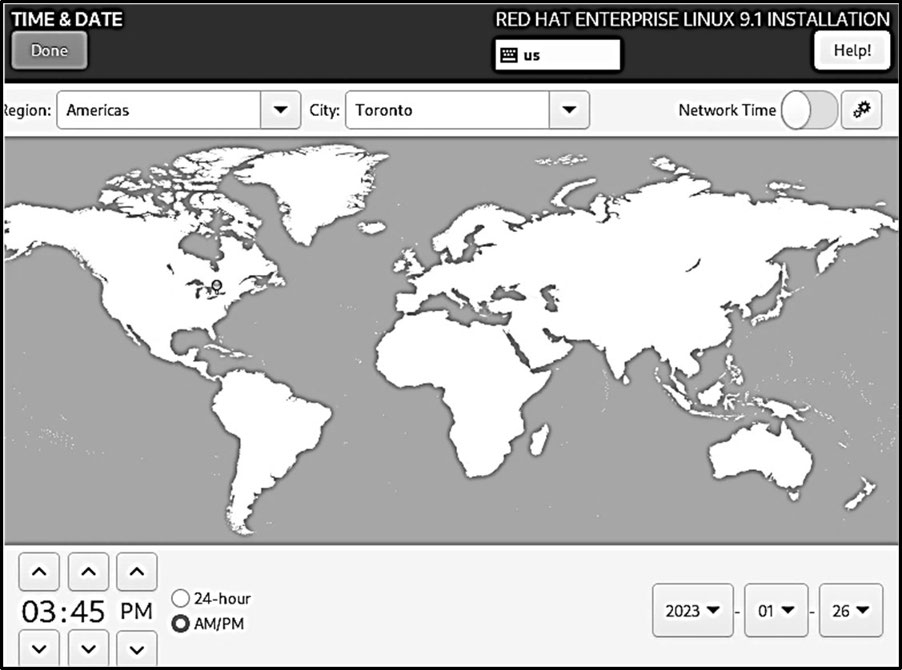 TIME & DATE
RED HAT ENTERPRISE LINUX 9.1 INSTALLATION
Done
us
Help!
Region: Americas City: Toronto Network Time
24-hour
03:45 PM
AM/PM
2023 - 01 - 26